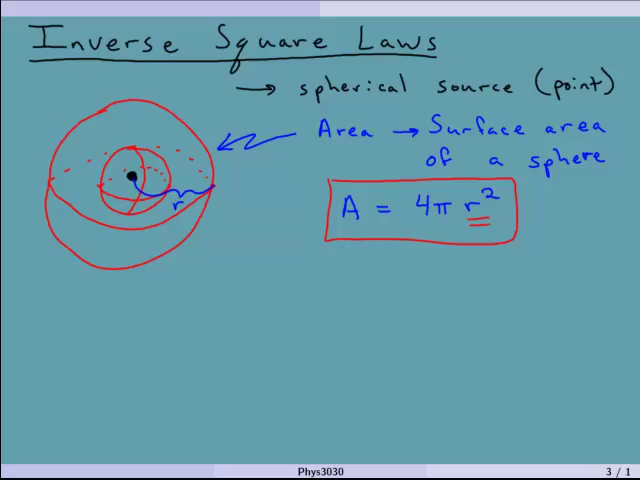 Inverse Square Laws
→ spherical source (point)
Area → Surface area
of a sphere
A = 4π r²
r
Phys3030
3 / 1